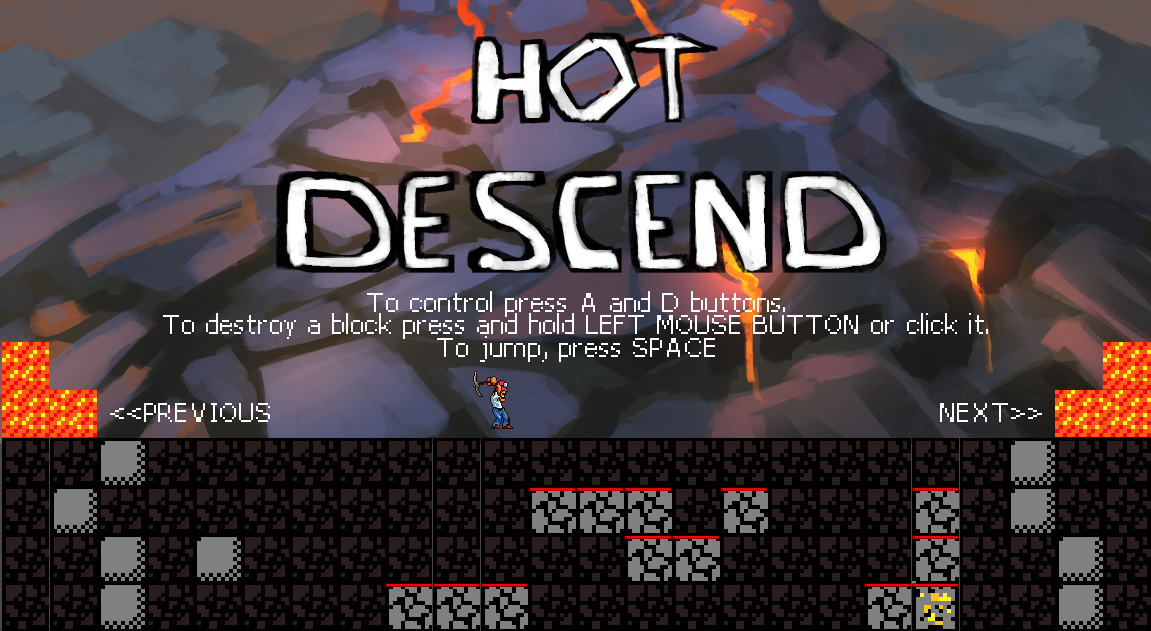 HOT
DESCEND
To control press A and D buttons.
To destroy a block press and hold LEFT MOUSE BUTTON or click it.
To jump, press SPACE
<<PREVIOUS
NEXT>>